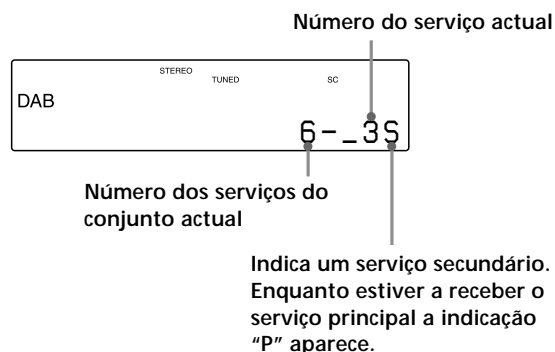 Número do serviço actual
STEREO
TUNED
SC
DAB
6-_3S
Número dos serviços do
conjunto actual
Indica um serviço secundário.
Enquanto estiver a receber o
serviço principal a indicação
"P" aparece.